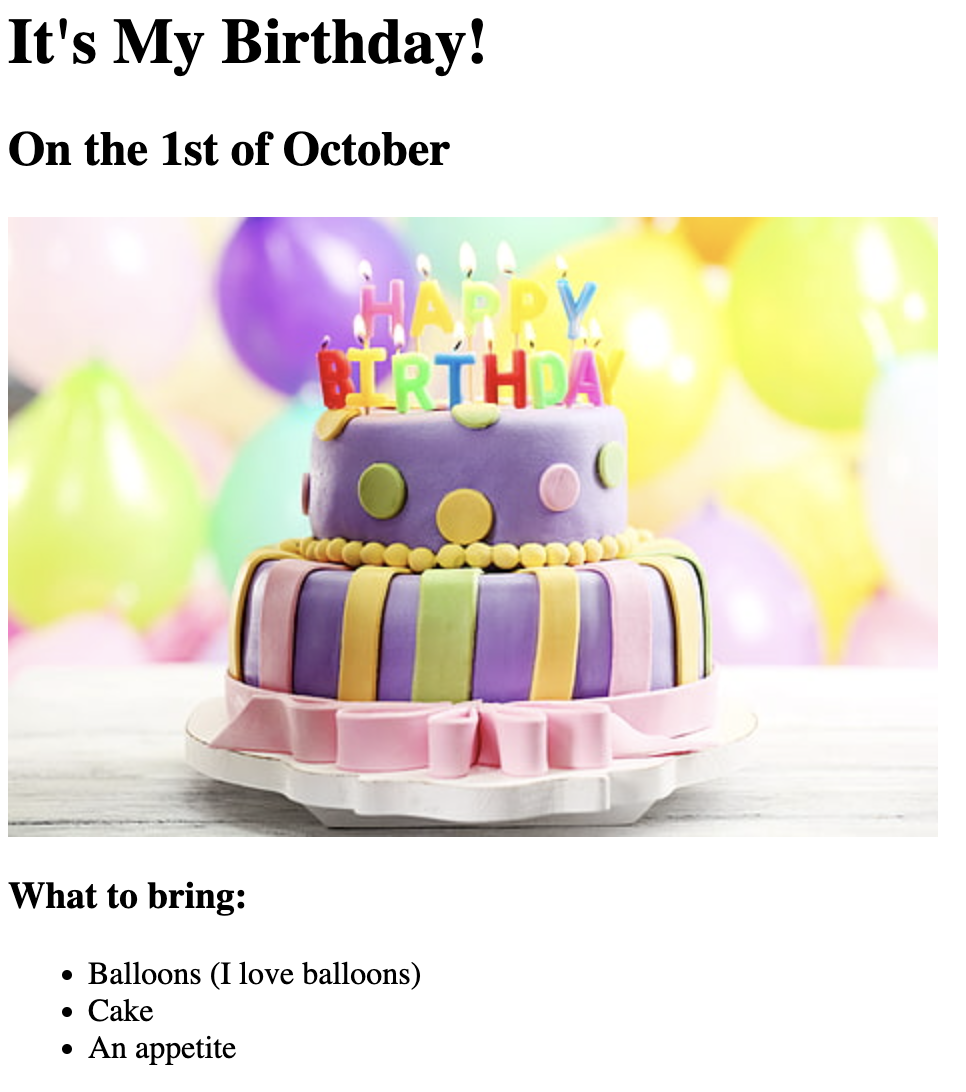 It's My Birthday!
On the 1st of October
HAPPY
BIRTHDAY
What to bring:
Balloons (I love balloons)
Cake
An appetite